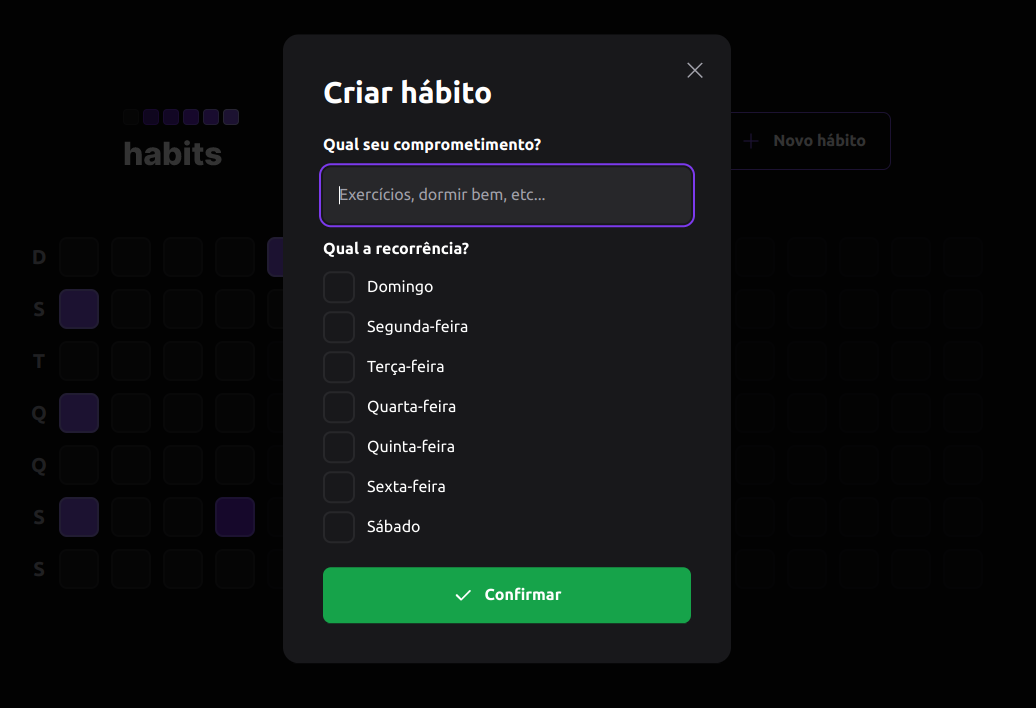 Criar hábito
Qual seu comprometimento?
Exercícios, dormir bem, etc...
Qual a recorrência?
Domingo
Segunda-feira
Terça-feira
Quarta-feira
Quinta-feira
Sexta-feira
Sábado
Confirmar
habits
Novo hábito
D
S
T
Q
Q
S
S